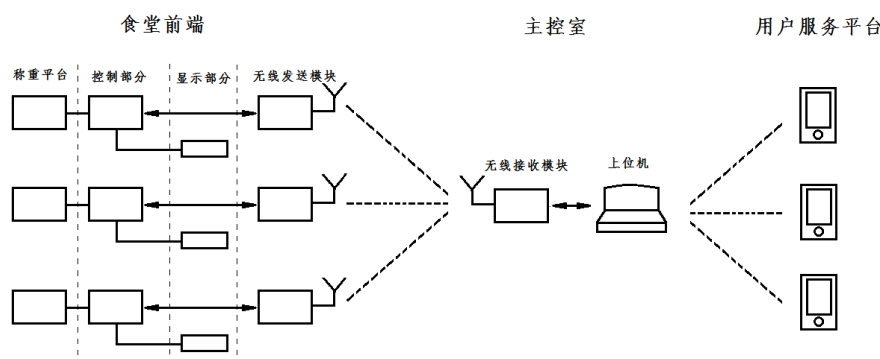 食堂前端
主控室
用户服务平台
称重平台
控制部分
显示部分
无线发送模块
无线接收模块
上位机